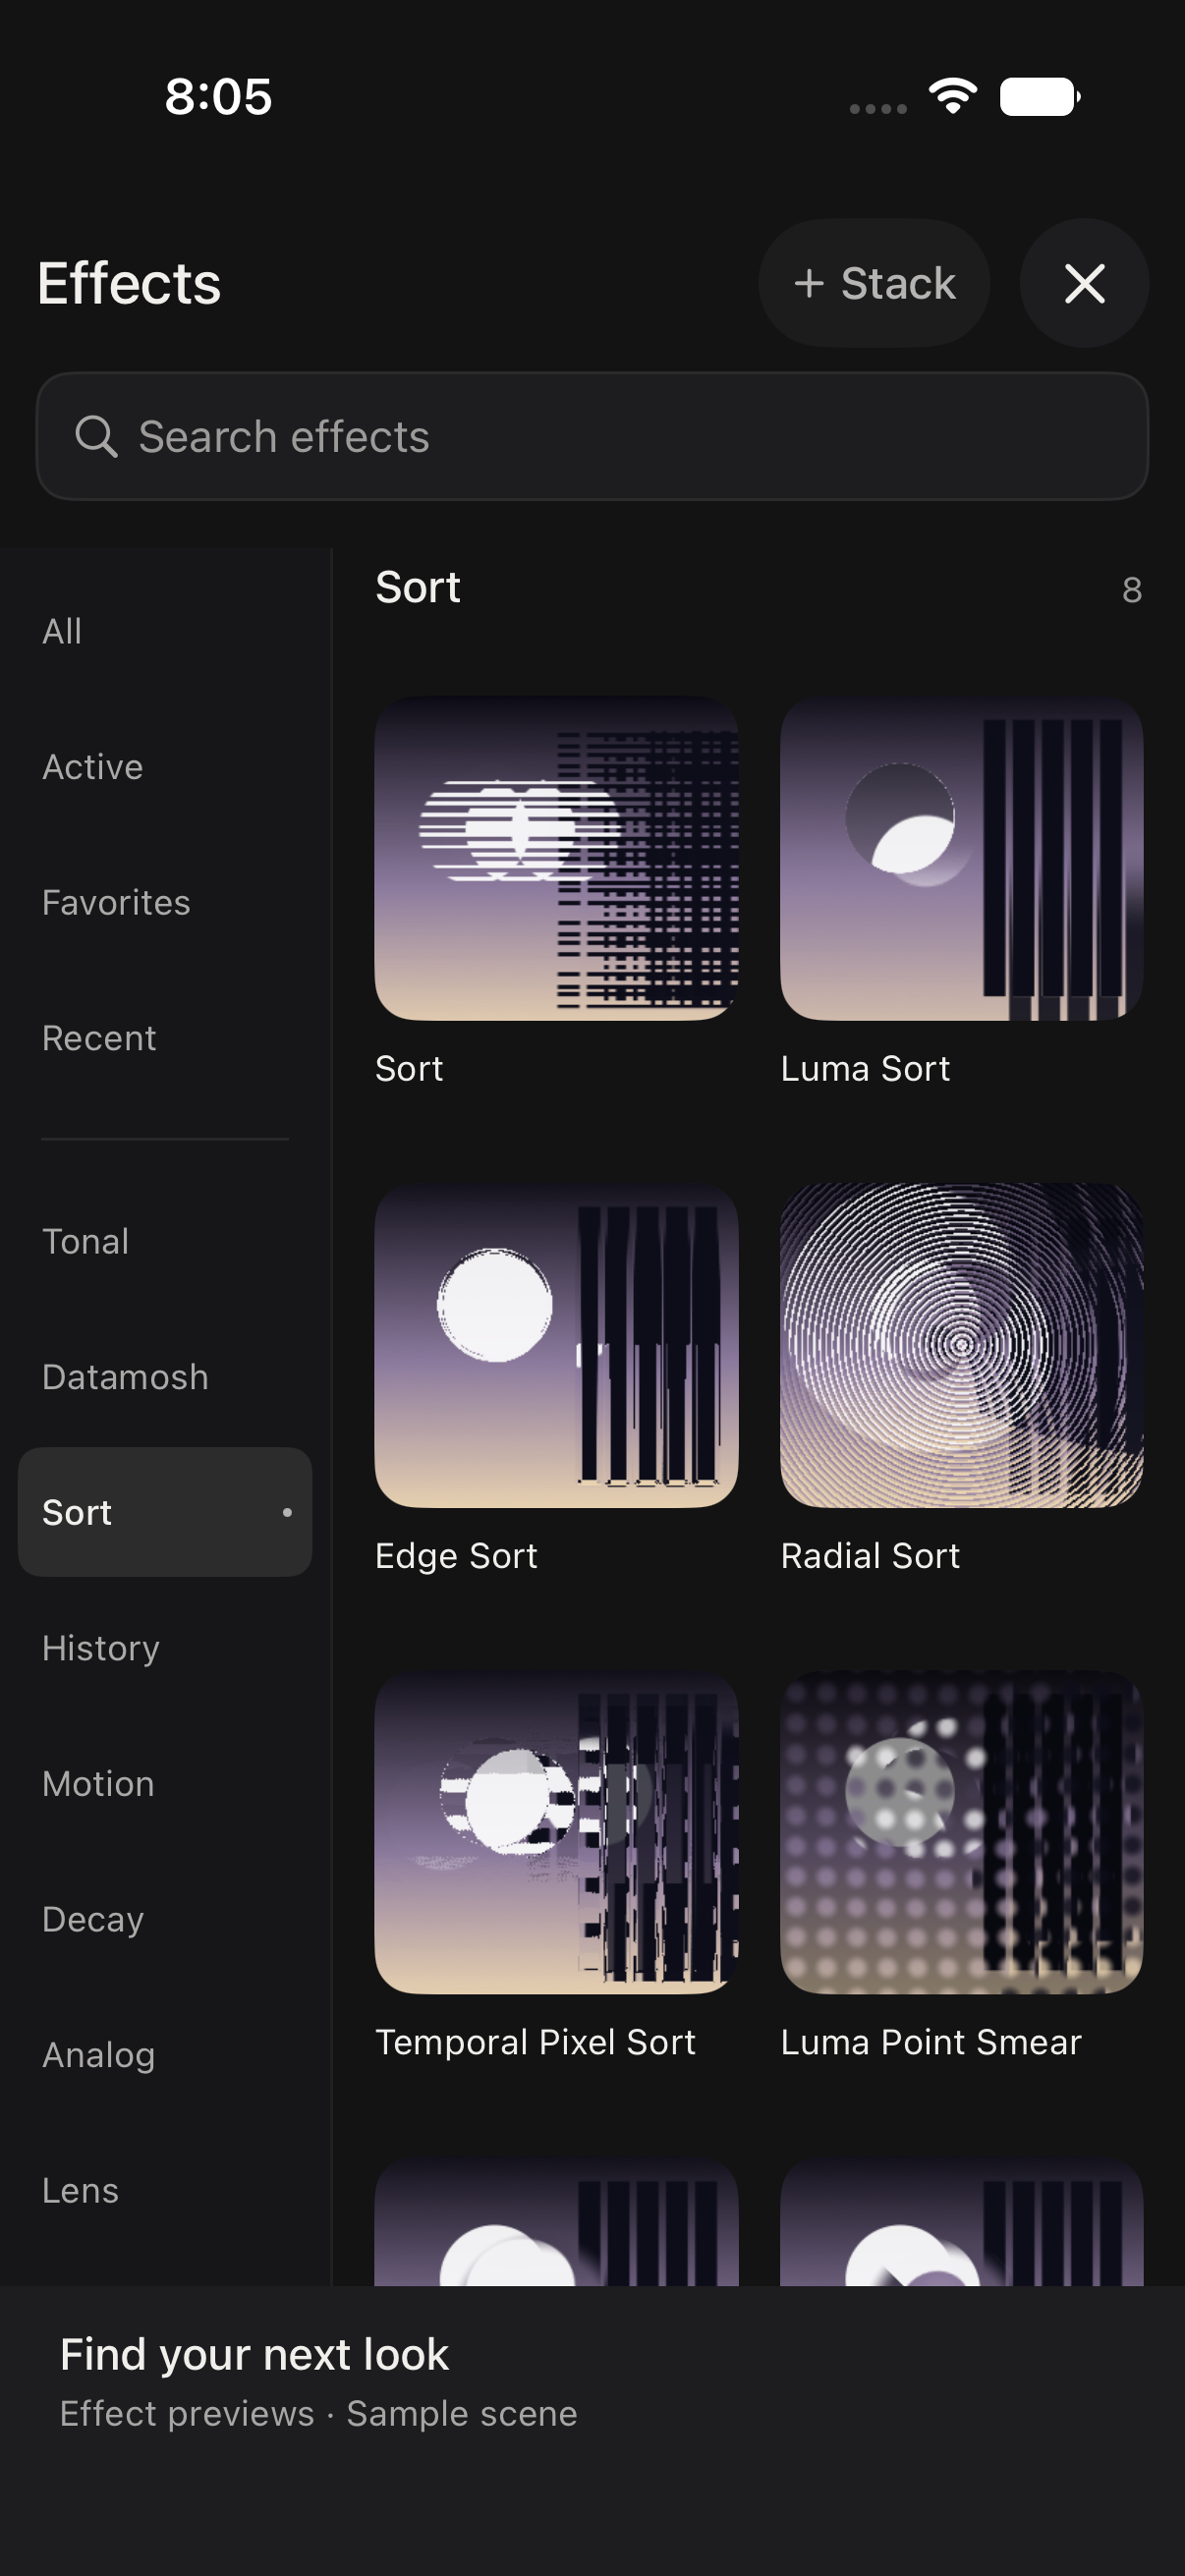 8:05
Effects
+ Stack
Search effects
All
Active
Favorites
Recent
Tonal
Datamosh
Sort
History
Motion
Decay
Analog
Lens
Sort
8
Sort
Luma Sort
Edge Sort
Radial Sort
Temporal Pixel Sort
Luma Point Smear
Find your next look
Effect previews · Sample scene